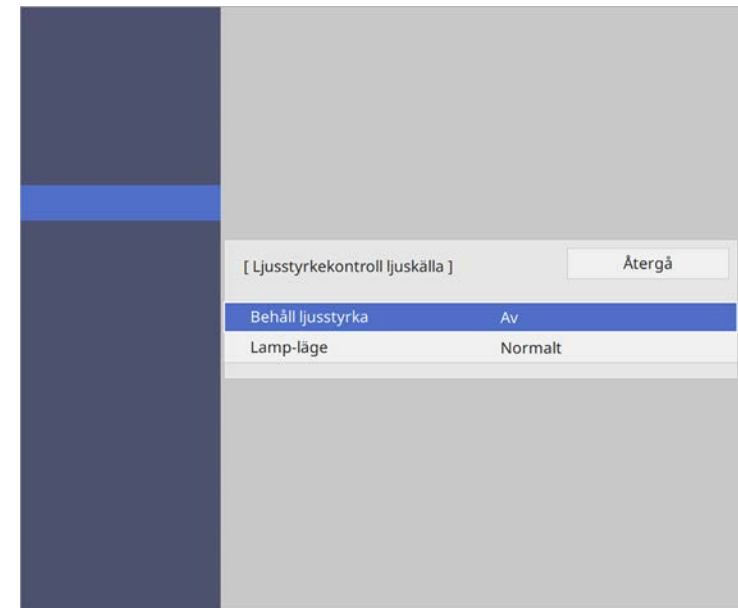 [ Ljusstyrkekontroll ljuskälla ] Återgå
Behåll ljusstyrka Av
Lamp-läge Normalt